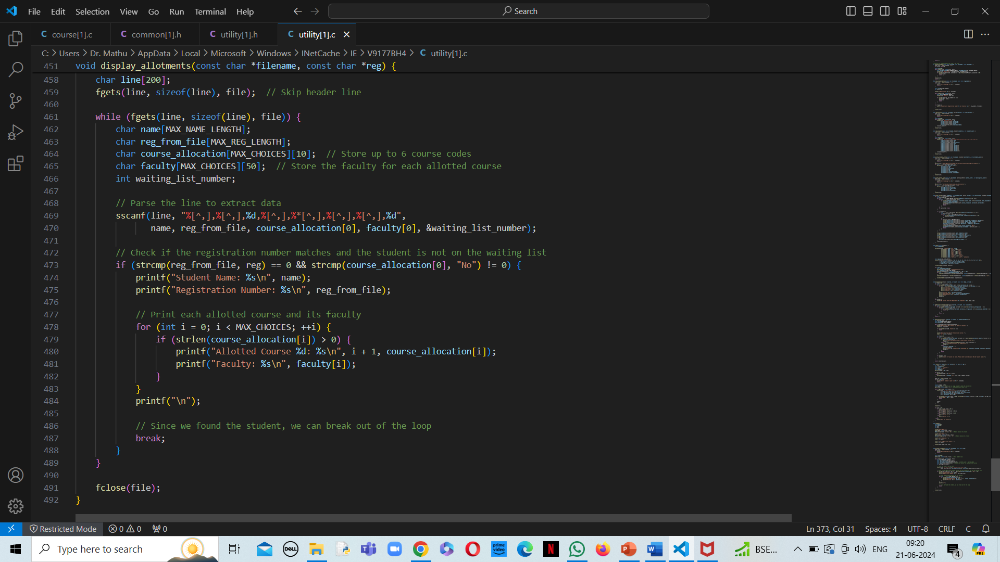 File Edit Selection View Go Run Terminal Help Search
C course[1].c C common[1].h C utility[1].h C utility[1].c
C: > Users > Dr. Mathu > AppData > Local > Microsoft > Windows > INetCache > IE > V9177BH4 > C utility[1].c
451 void display_allotments(const char *filename, const char *reg) {
458 char line[200];
459 fgets(line, sizeof(line), file); // Skip header line
460
461 while (fgets(line, sizeof(line), file)) {
462 char name[MAX_NAME_LENGTH];
463 char reg_from_file[MAX_REG_LENGTH];
464 char course_allocation[MAX_CHOICES][10]; // Store up to 6 course codes
465 char faculty[MAX_CHOICES][50]; // Store the faculty for each allotted course
466 int waiting_list_number;
467
468 // Parse the line to extract data
469 sscanf(line, "%[^,],%[^,],%d,%[^,],%*[^,],%[^,],%[^,],%d",
470 name, reg_from_file, course_allocation[0], faculty[0], &waiting_list_number);
471
472 // Check if the registration number matches and the student is not on the waiting list
473 if (strcmp(reg_from_file, reg) == 0 && strcmp(course_allocation[0], "No") != 0) {
474 printf("Student Name: %s\n", name);
475 printf("Registration Number: %s\n", reg_from_file);
476
477 // Print each allotted course and its faculty
478 for (int i = 0; i < MAX_CHOICES; ++i) {
479 if (strlen(course_allocation[i]) > 0) {
480 printf("Allotted Course %d: %s\n", i + 1, course_allocation[i]);
481 printf("Faculty: %s\n", faculty[i]);
482 }
483 }
484 printf("\n");
485
486 // Since we found the student, we can break out of the loop
487 break;
488 }
489 }
490
491 fclose(file);
492 }
Restricted Mode 0 0 0 Ln 373, Col 31 Spaces: 4 UTF-8 CRLF C
Type here to search DELL prime video N P W BSE... ENG 09:20 21-06-2024 4 PRE